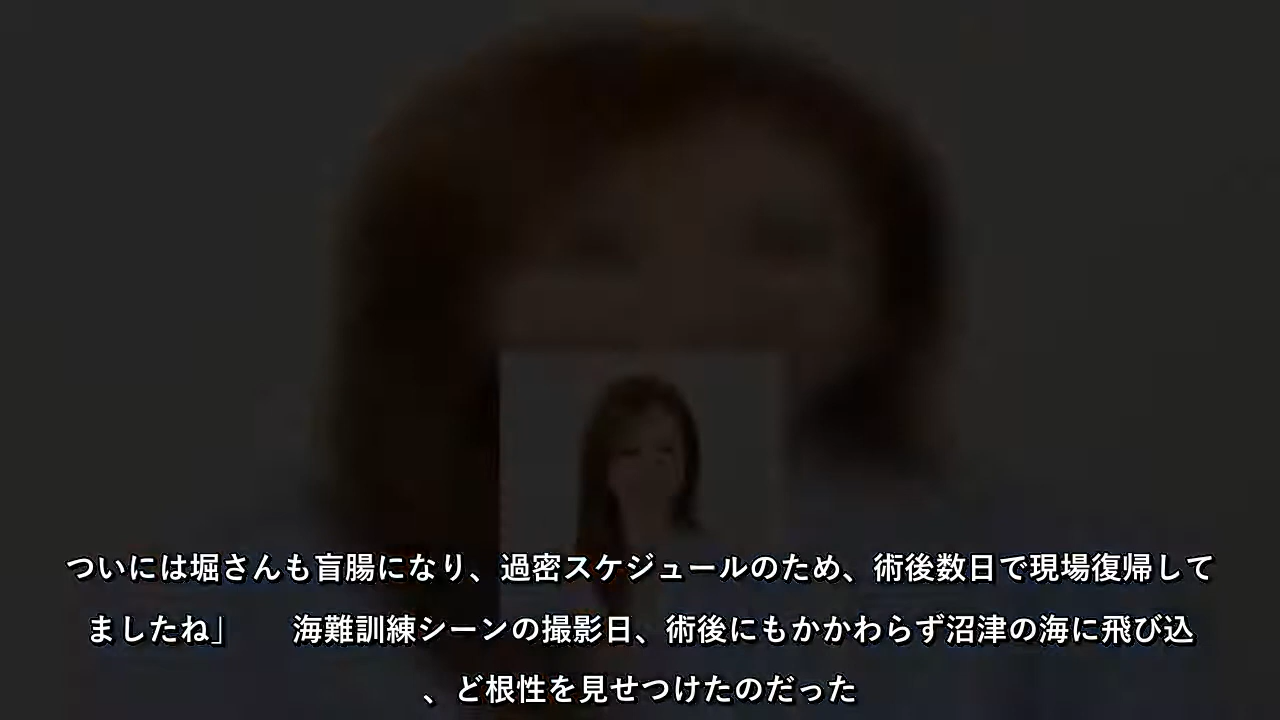 ついには堀さんも盲腸になり、過密スケジュールのため、術後数日で現場復帰して
ましたね」　　海難訓練シーンの撮影日、術後にもかかわらず沼津の海に飛び込
、ど根性を見せつけたのだった